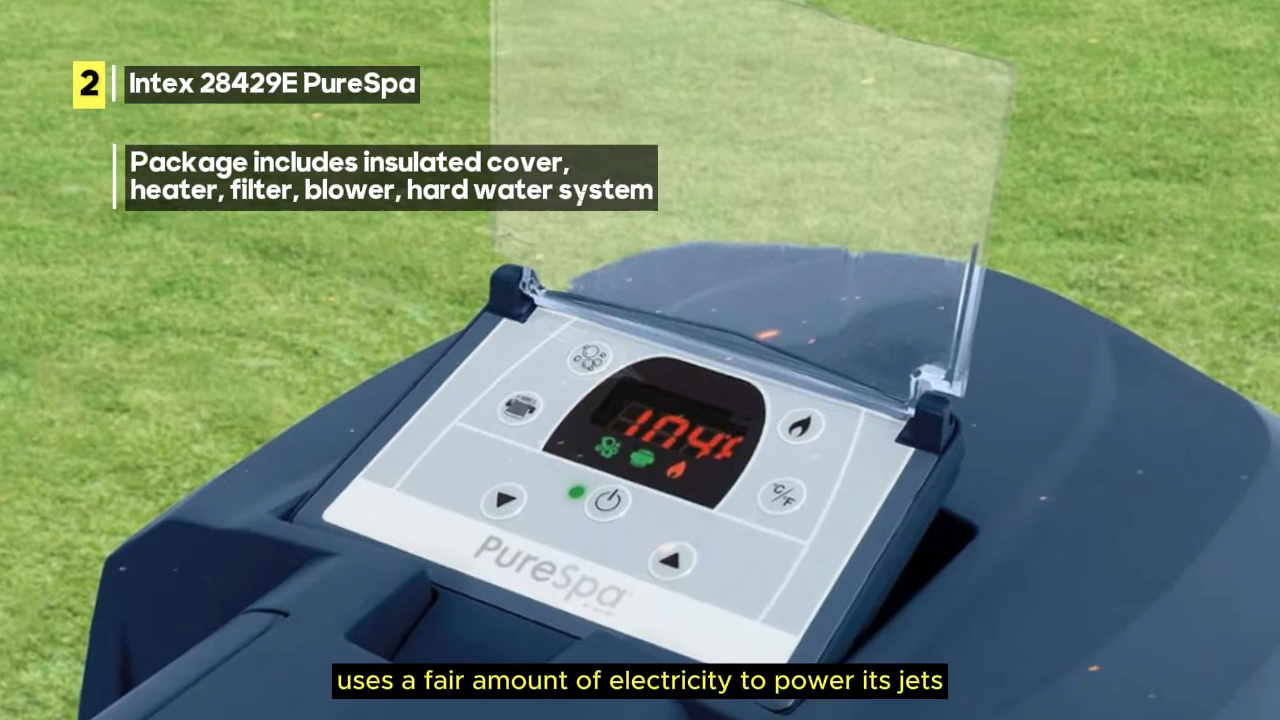 2
Intex 28429E PureSpa
Package includes insulated cover,
heater, filter, blower, hard water system
104F
°C/F
PureSpa
uses a fair amount of electricity to power its jets